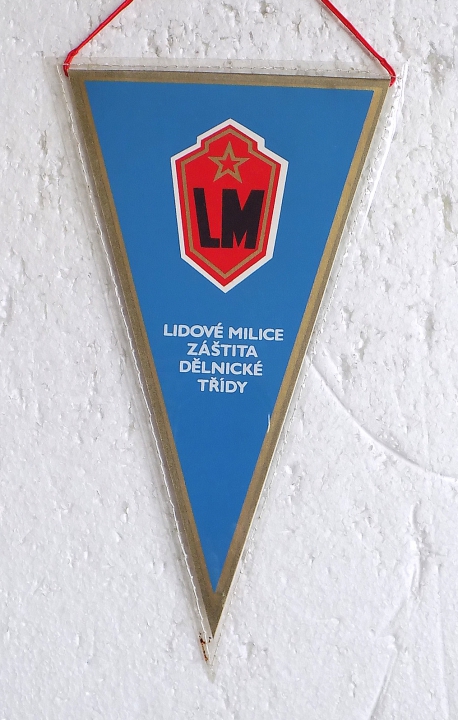 LM
LIDOVÉ MILICE
ZÁŠTITA
DĚLNICKÉ
TŘÍDY